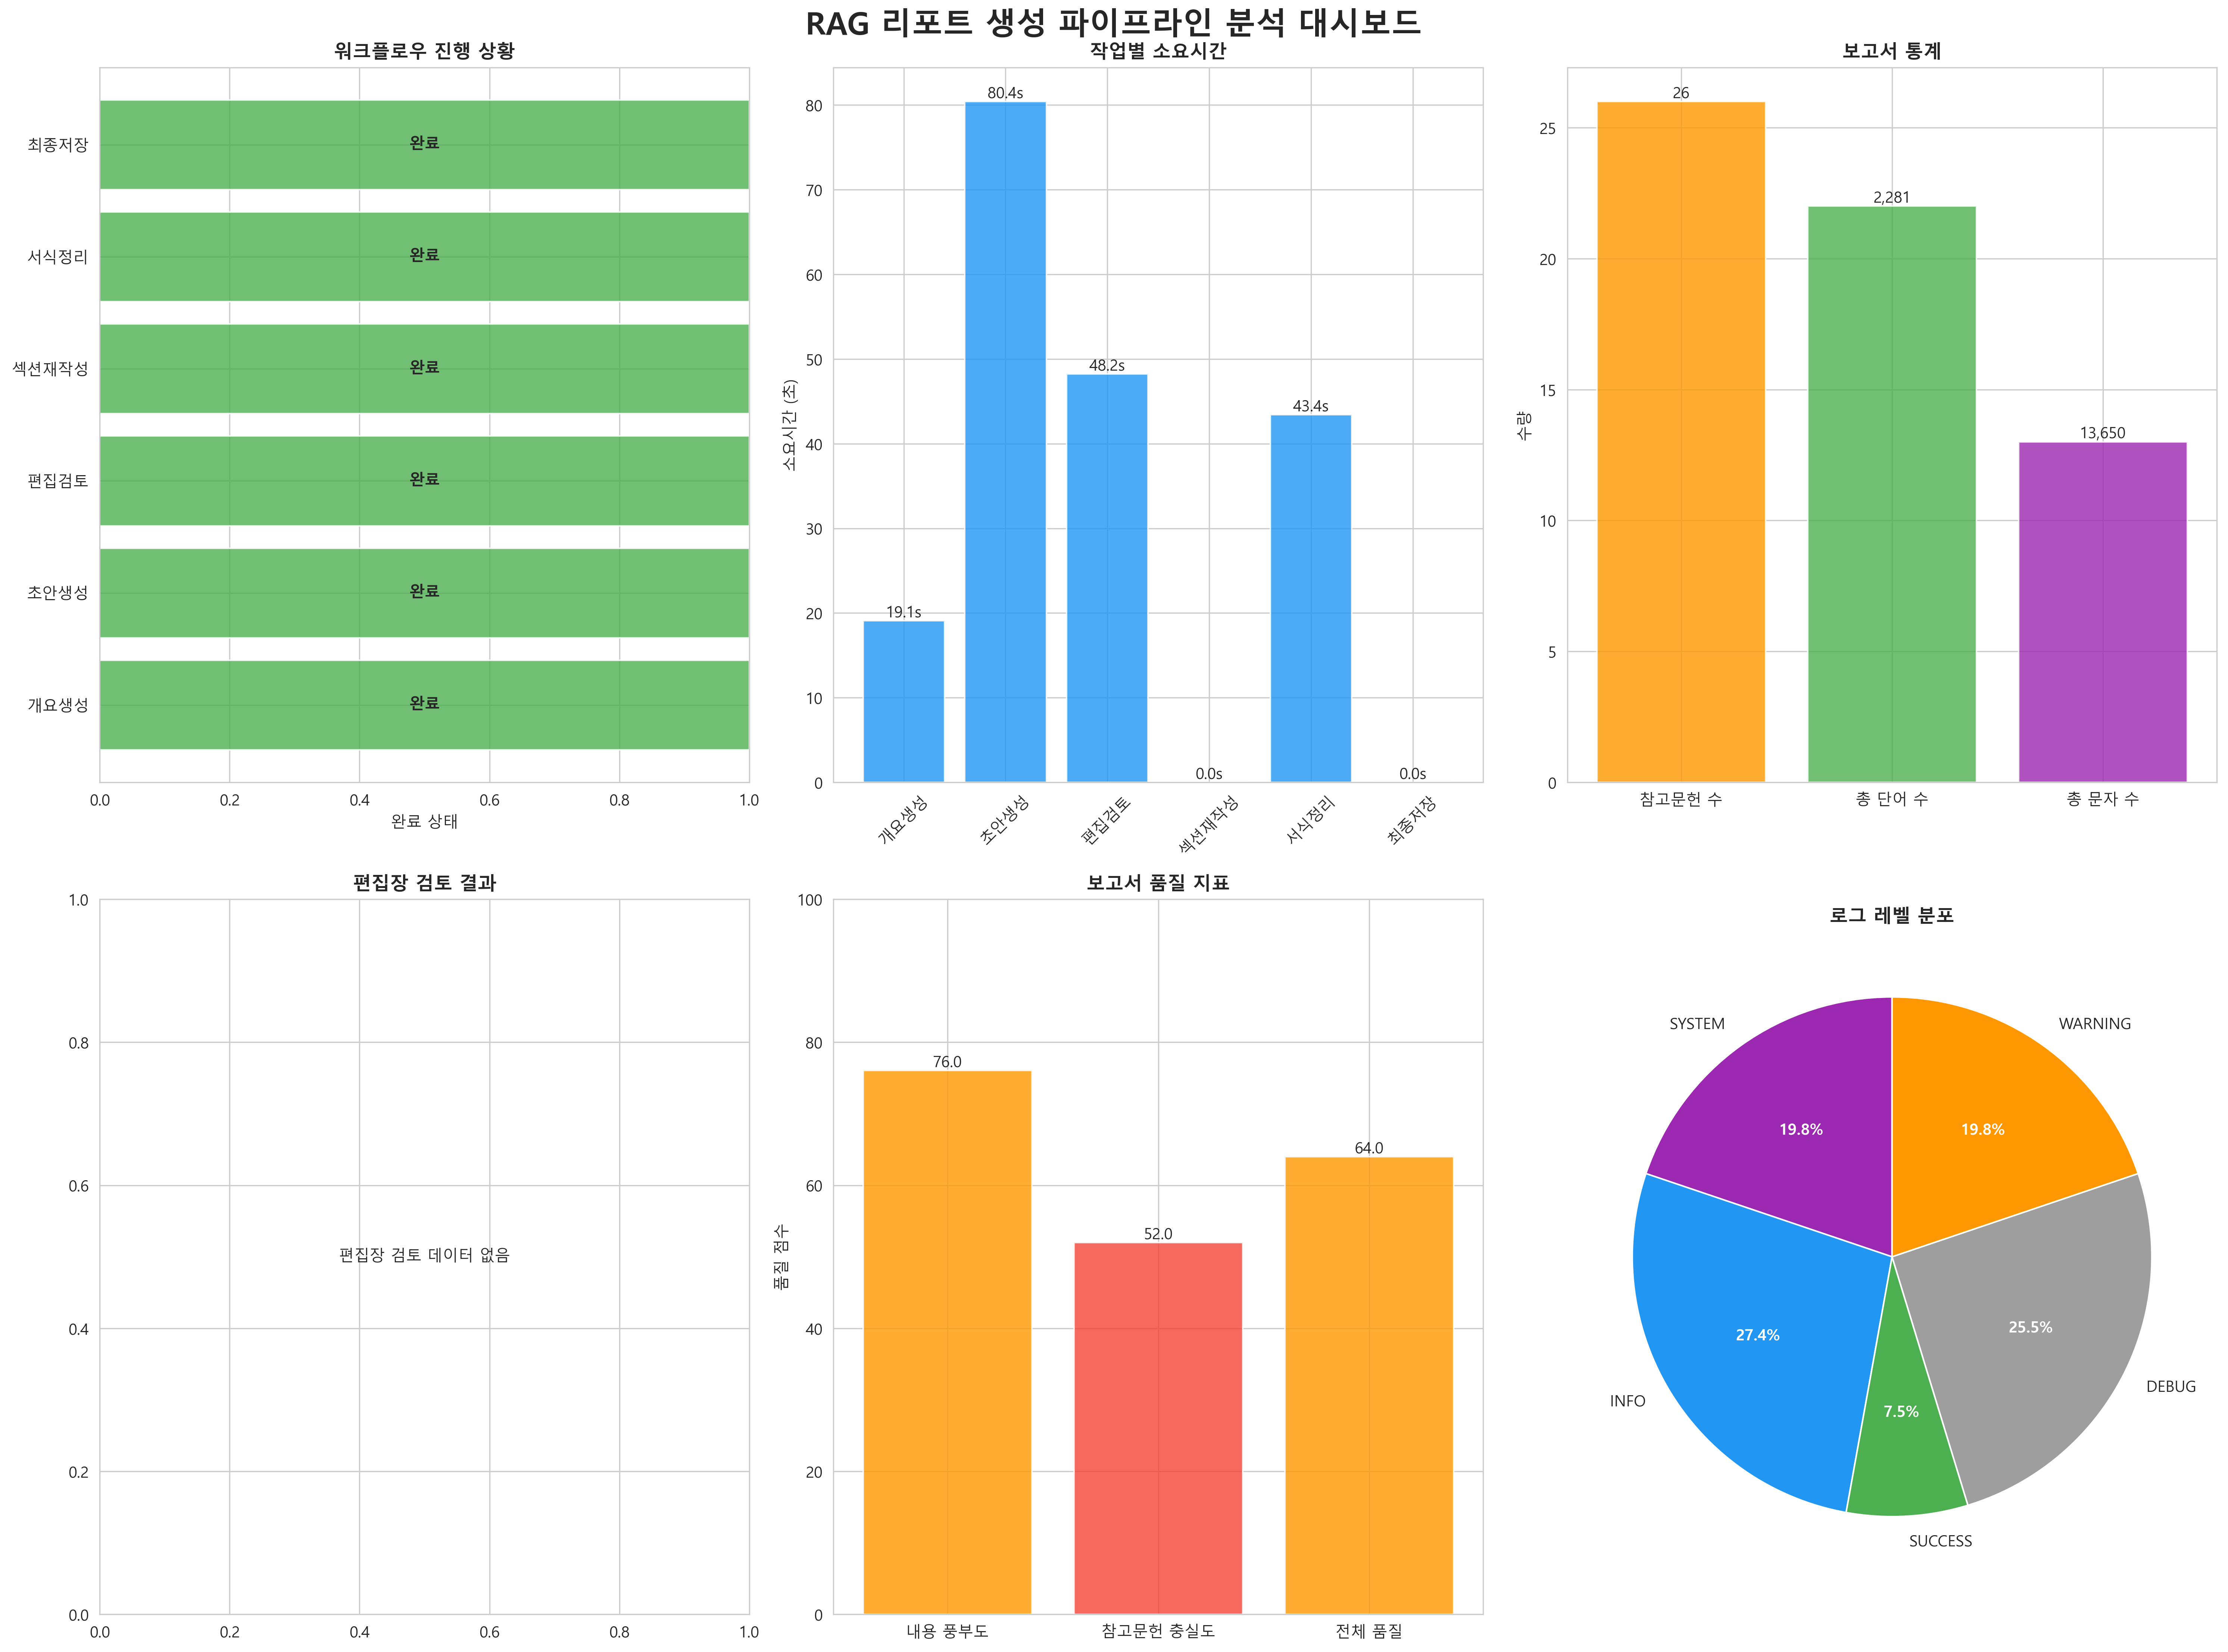 RAG 리포트 생성 파이프라인 분석 대시보드
워크플로우 진행 상황
최종저장
완료
서식정리
완료
섹션재작성
완료
편집검토
완료
초안생성
완료
개요생성
완료
0.0 0.2 0.4 0.6 0.8 1.0
완료 상태
작업별 소요시간
소요시간 (초)
80
70
60
50
40
30
20
10
0
19.1s
80.4s
48.2s
0.0s
43.4s
0.0s
개요생성
초안생성
편집검토
섹션재작성
서식정리
최종저장
보고서 통계
수량
25
20
15
10
5
0
26
2,281
13,650
참고문헌 수
총 단어 수
총 문자 수
편집장 검토 결과
1.0
0.8
0.6
0.4
0.2
0.0
편집장 검토 데이터 없음
0.0 0.2 0.4 0.6 0.8 1.0
보고서 품질 지표
품질 점수
100
80
60
40
20
0
76.0
52.0
64.0
내용 풍부도
참고문헌 충실도
전체 품질
로그 레벨 분포
SYSTEM
19.8%
WARNING
19.8%
INFO
27.4%
DEBUG
25.5%
SUCCESS
7.5%